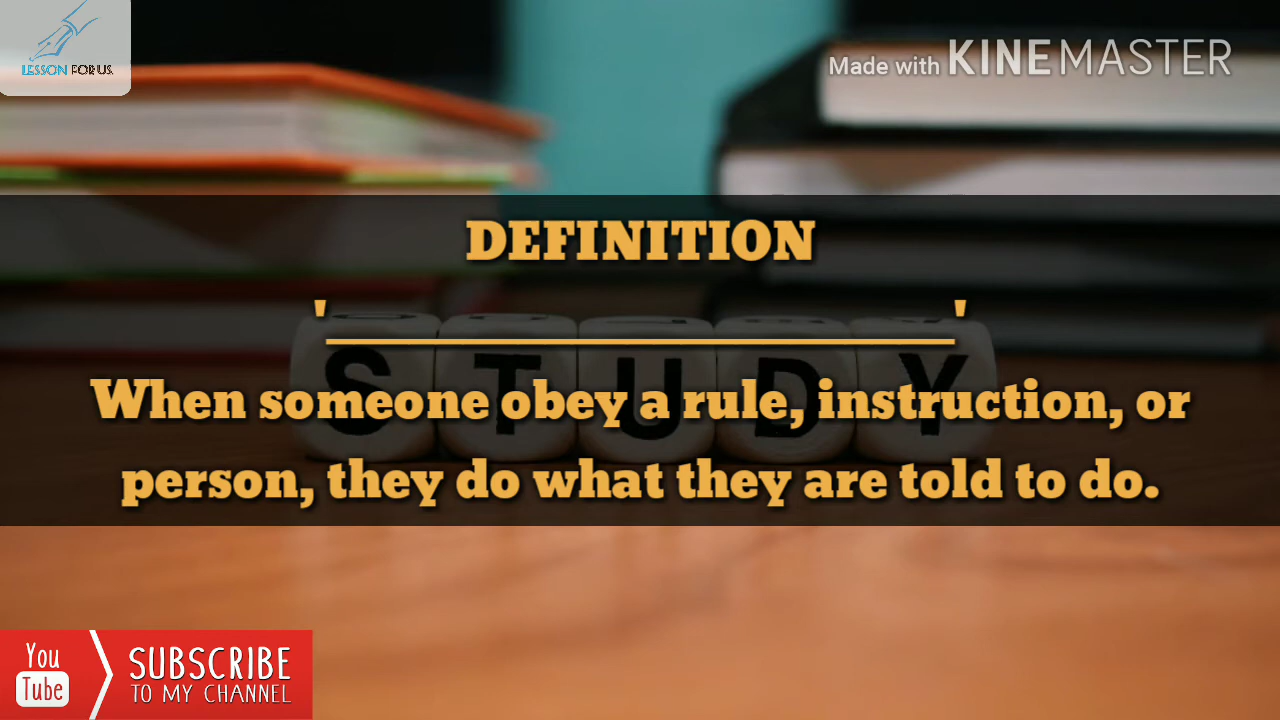 LESSON FOR US
Made with KINEMASTER
DEFINITION
'____________________'
When someone obey a rule, instruction, or
person, they do what they are told to do.
STUDY
You
Tube
SUBSCRIBE
TO MY CHANNEL